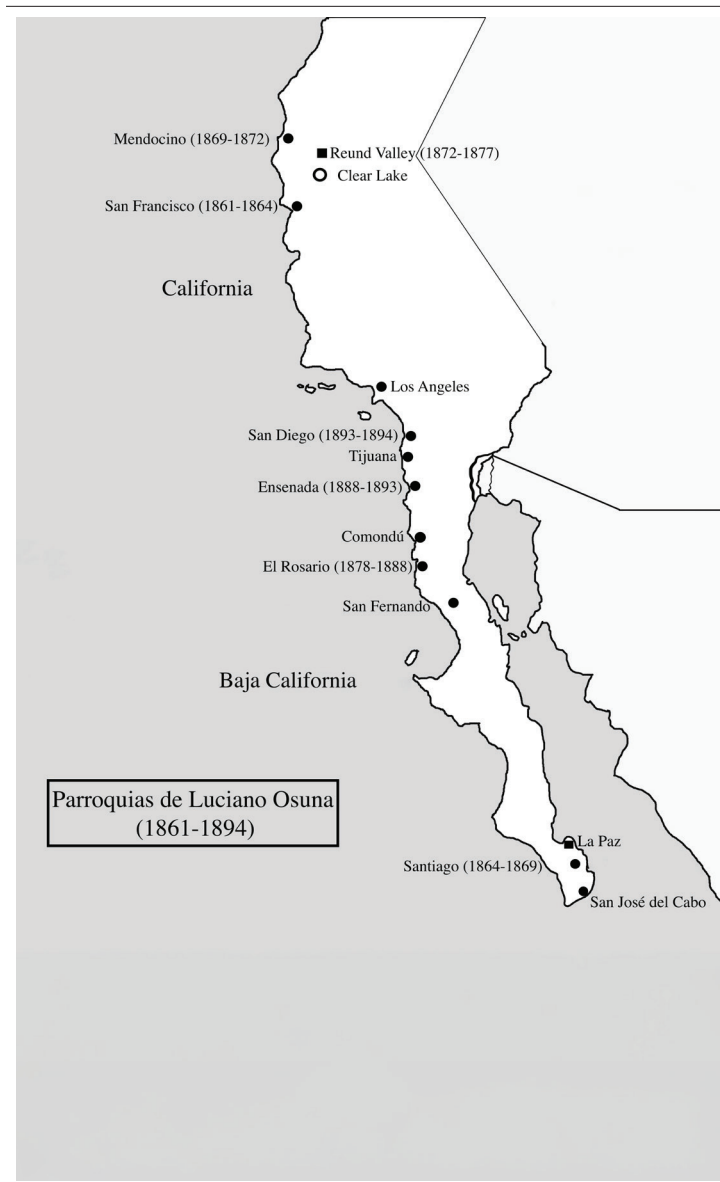 Mendocino (1869-1872)
Reund Valley (1872-1877)
Clear Lake
San Francisco (1861-1864)
California
Los Angeles
San Diego (1893-1894)
Tijuana
Ensenada (1888-1893)
Comondú
El Rosario (1878-1888)
San Fernando
Baja California
Parroquias de Luciano Osuna
(1861-1894)
La Paz
Santiago (1864-1869)
San José del Cabo